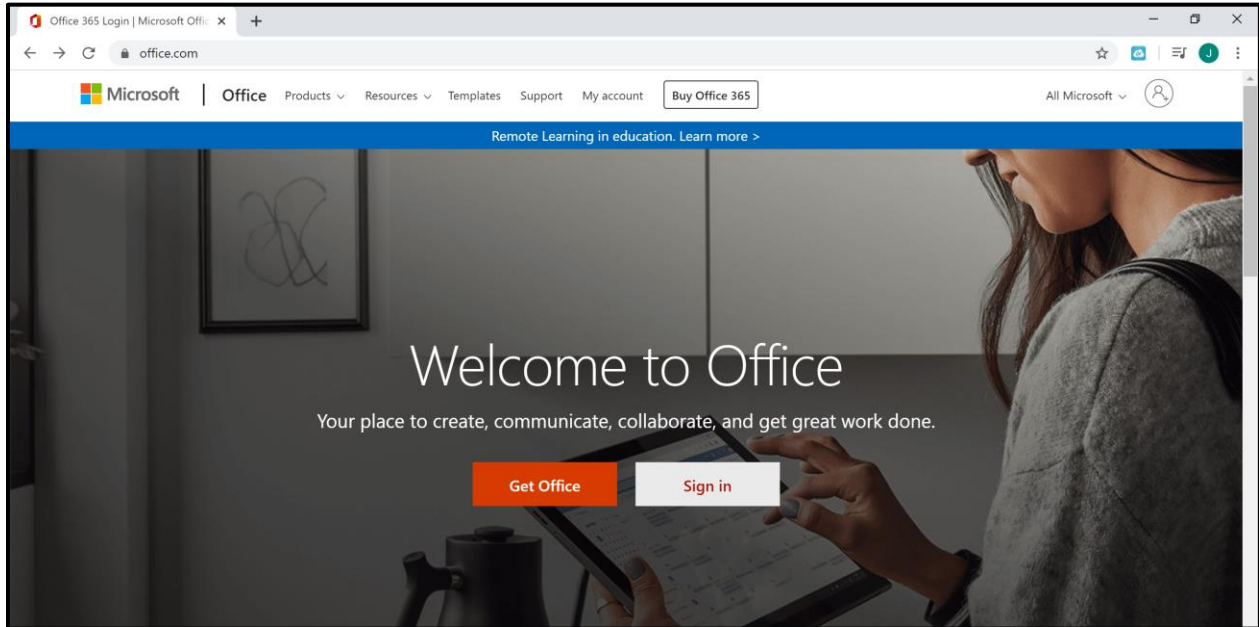 Office 365 Login | Microsoft Offic
office.com
J
Microsoft Office Products Resources Templates Support My account Buy Office 365 All Microsoft
Remote Learning in education. Learn more >
Welcome to Office
Your place to create, communicate, collaborate, and get great work done.
Get Office Sign in